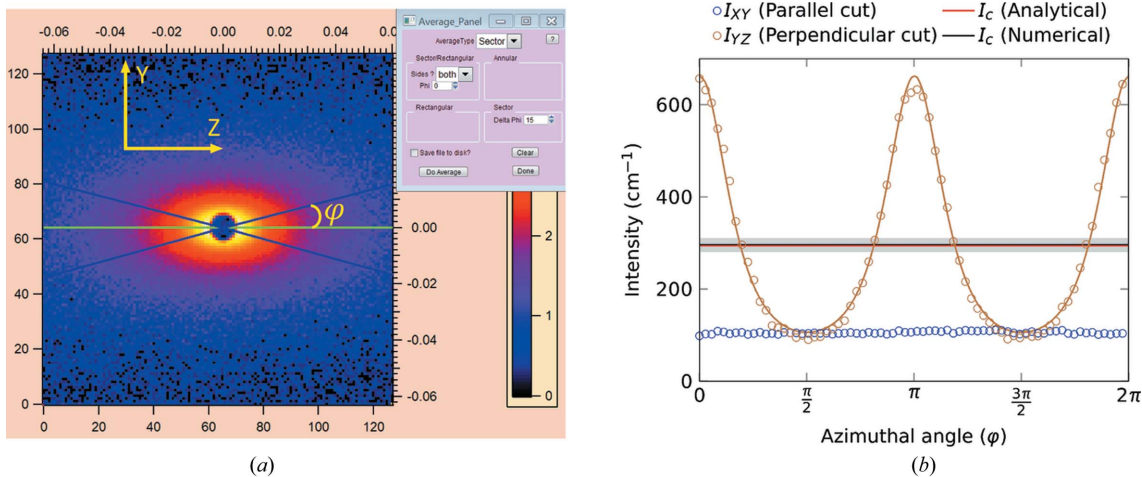 -0.06 -0.04 -0.02 0.00 0.02 0.04 0.0
Average_Panel
AverageType Sector ?
Sector/Rectangular Annular
Sides ? both
Phi 0
Rectangular Sector
Delta Phi 15
Save file to disk? Clear
Do Average Done
120
100
80
60
40
20
0
Y
Z
φ
0.00
-0.02
-0.04
-0.06
2
1
0
0 20 40 60 80 100 120
(a)
I_XY (Parallel cut) I_c (Analytical)
I_YZ (Perpendicular cut) I_c (Numerical)
Intensity (cm⁻¹)
600
400
200
0
0 π/2 π 3π/2 2π
Azimuthal angle (φ)
(b)